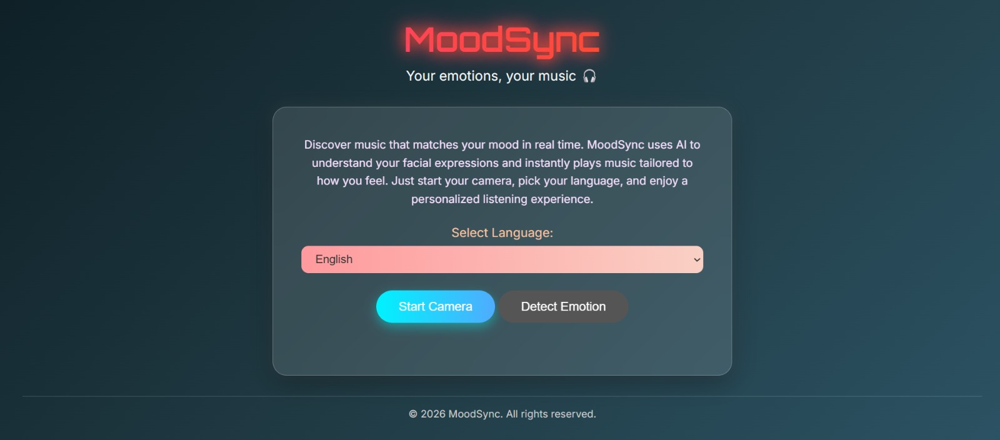 MoodSync
Your emotions, your music 🎧
Discover music that matches your mood in real time. MoodSync uses AI to
understand your facial expressions and instantly plays music tailored to
how you feel. Just start your camera, pick your language, and enjoy a
personalized listening experience.
Select Language:
English
Start Camera
Detect Emotion
© 2026 MoodSync. All rights reserved.